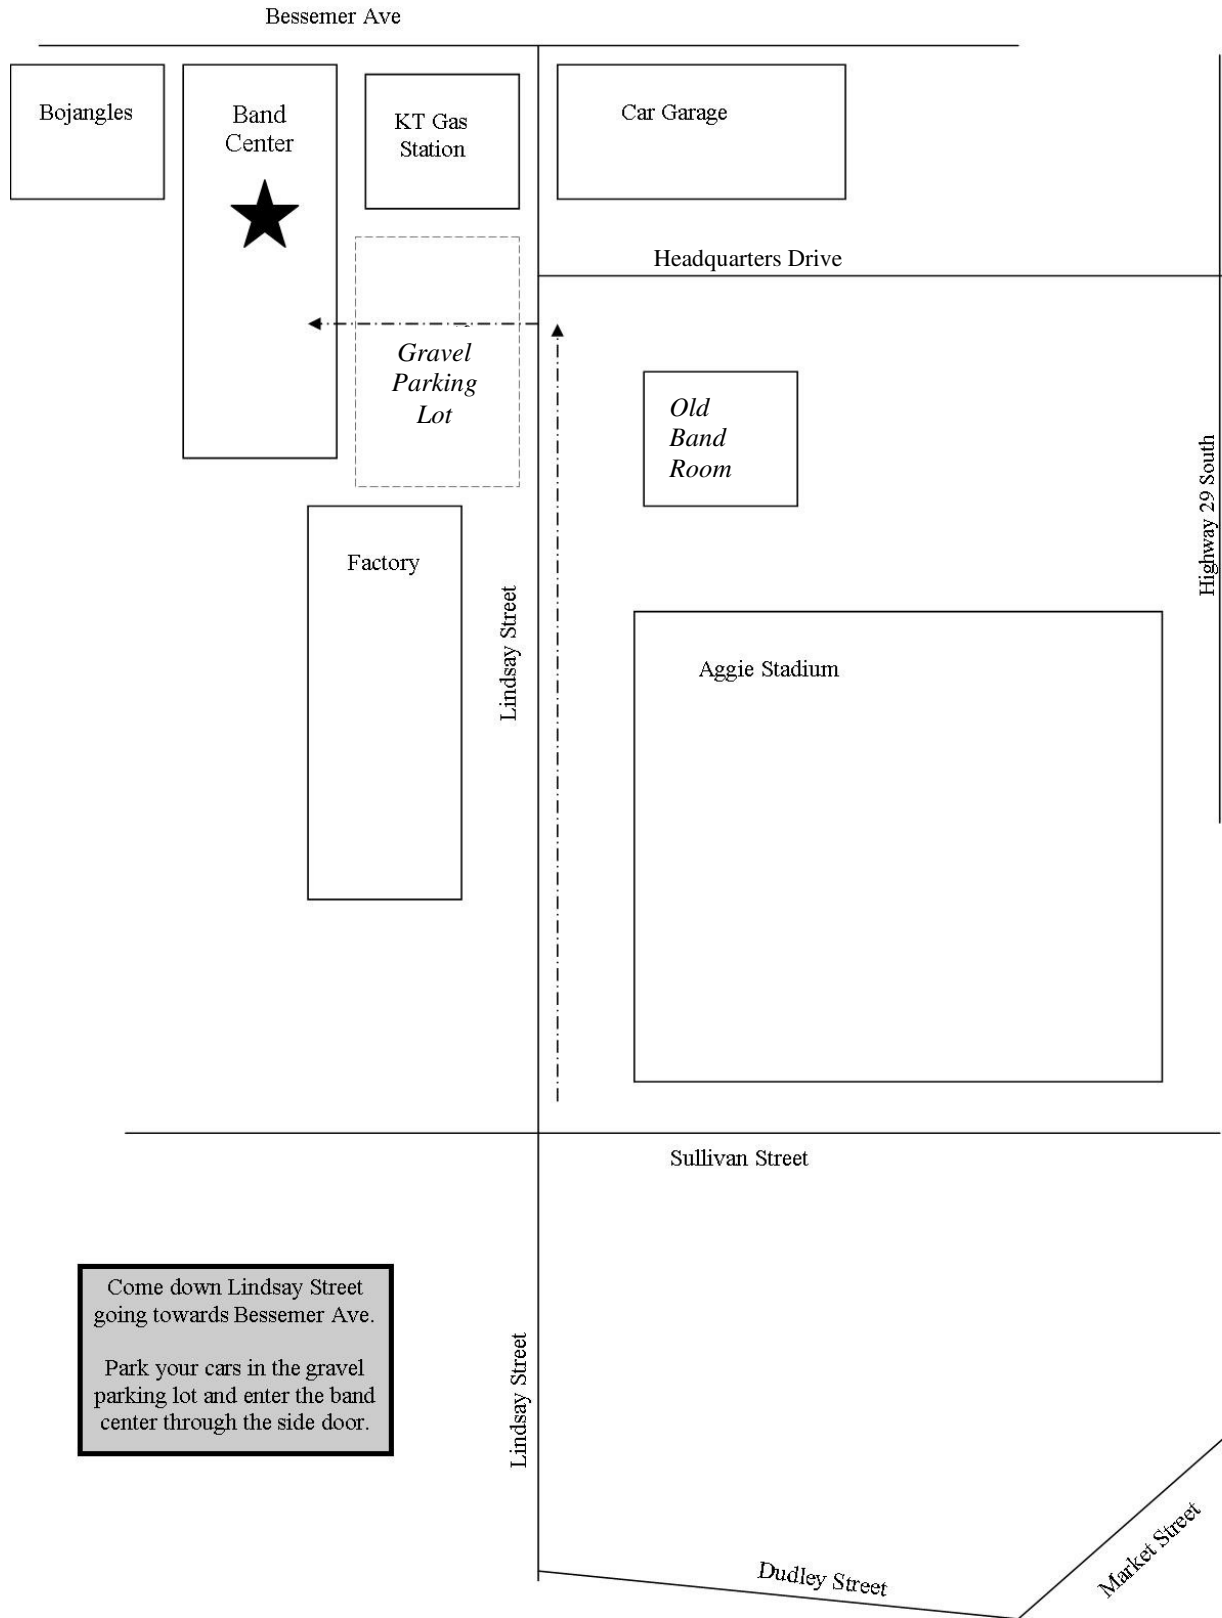 Bessemer Ave
Bojangles
Band
Center
KT Gas
Station
Car Garage
Headquarters Drive
Gravel
Parking
Lot
Old
Band
Room
Highway 29 South
Factory
Lindsay Street
Aggie Stadium
Sullivan Street
Come down Lindsay Street
going towards Bessemer Ave.
Park your cars in the gravel
parking lot and enter the band
center through the side door.
Lindsay Street
Dudley Street
Market Street